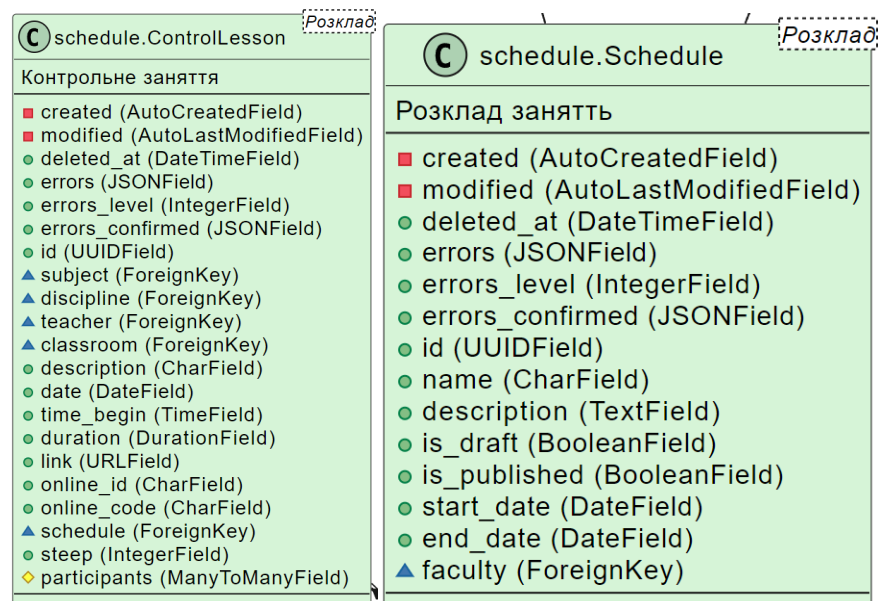 Розклад
C schedule.ControlLesson
Контрольне заняття
created (AutoCreatedField)
modified (AutoLastModifiedField)
deleted_at (DateTimeField)
errors (JSONField)
errors_level (IntegerField)
errors_confirmed (JSONField)
id (UUIDField)
subject (ForeignKey)
discipline (ForeignKey)
teacher (ForeignKey)
classroom (ForeignKey)
description (CharField)
date (DateField)
time_begin (TimeField)
duration (DurationField)
link (URLField)
online_id (CharField)
online_code (CharField)
schedule (ForeignKey)
steep (IntegerField)
participants (ManyToManyField)
Розклад
C schedule.Schedule
Розклад занятть
created (AutoCreatedField)
modified (AutoLastModifiedField)
deleted_at (DateTimeField)
errors (JSONField)
errors_level (IntegerField)
errors_confirmed (JSONField)
id (UUIDField)
name (CharField)
description (TextField)
is_draft (BooleanField)
is_published (BooleanField)
start_date (DateField)
end_date (DateField)
faculty (ForeignKey)